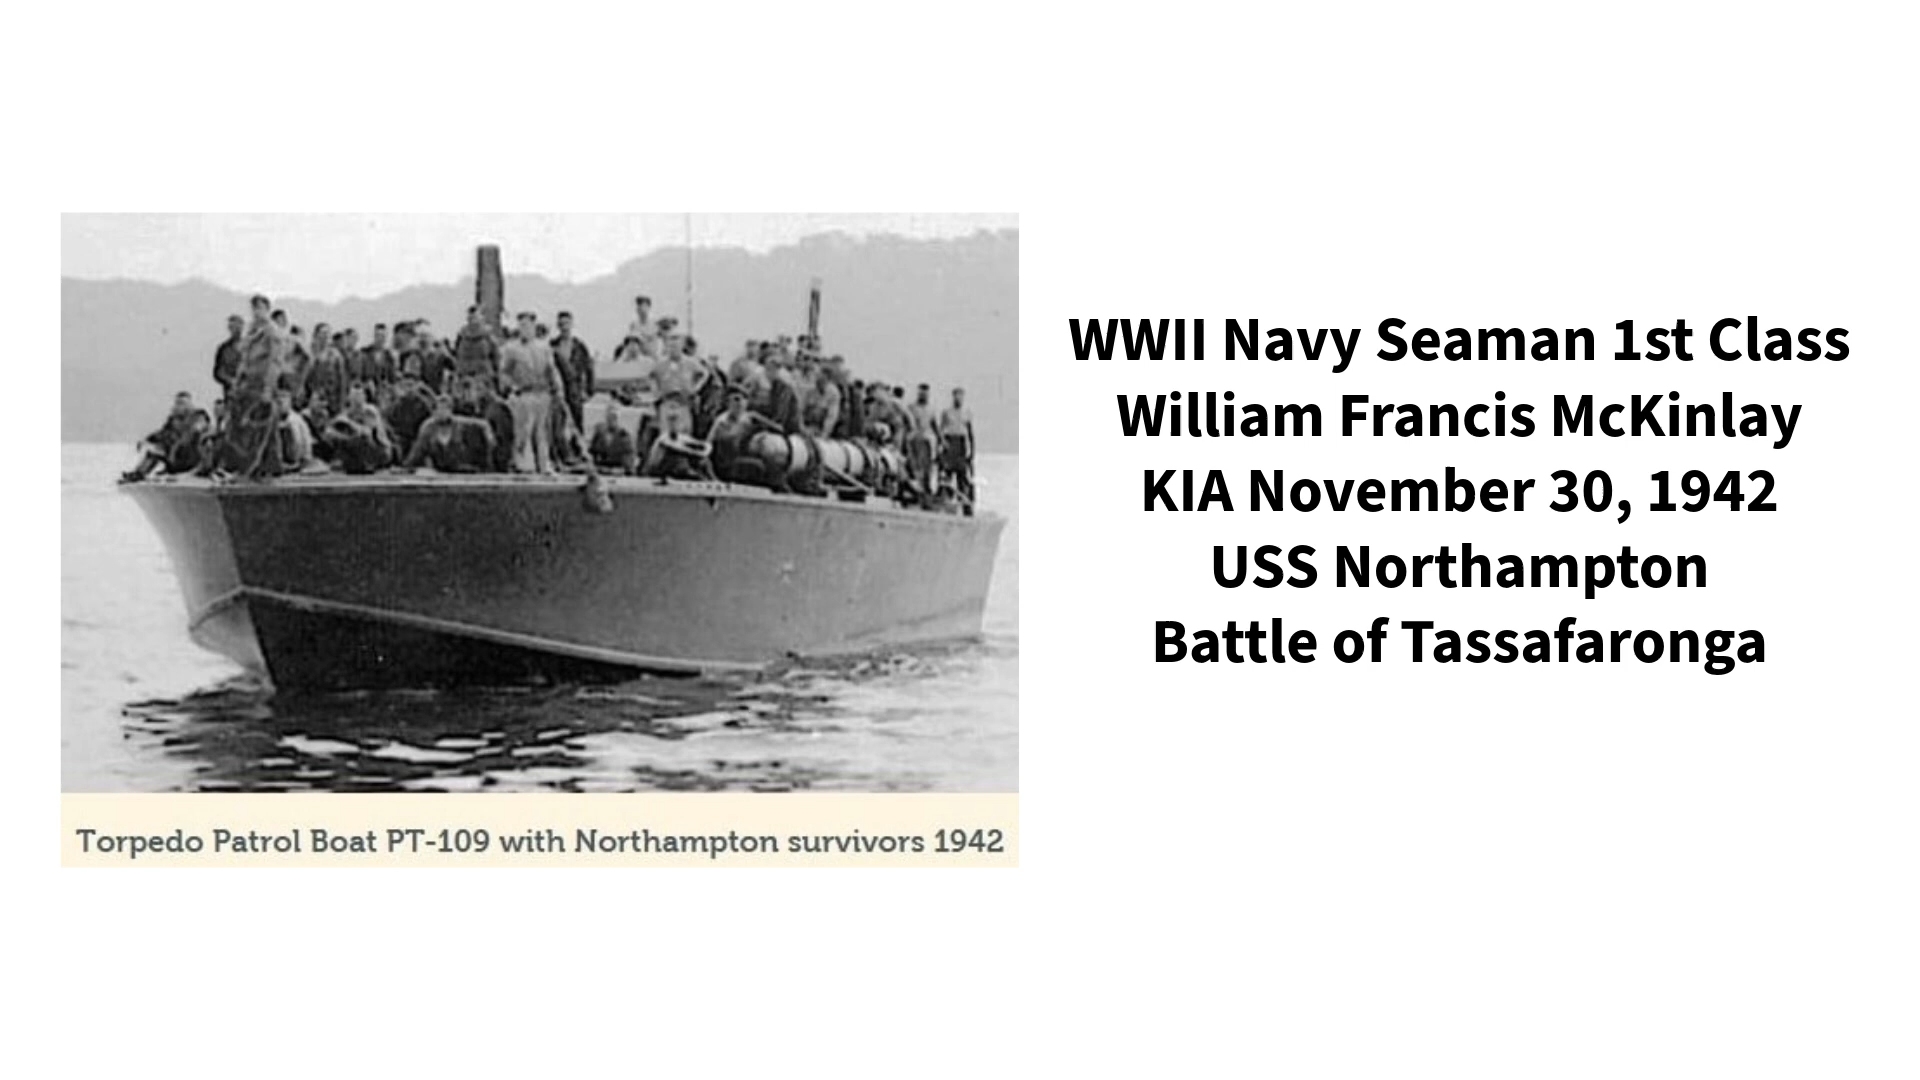 Torpedo Patrol Boat PT-109 with Northampton survivors 1942
WWII Navy Seaman 1st Class
William Francis McKinlay
KIA November 30, 1942
USS Northampton
Battle of Tassafaronga